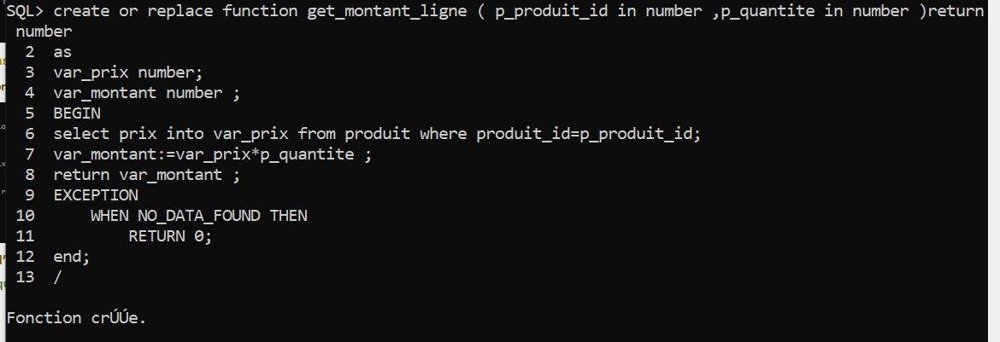 SQL> create or replace function get_montant_ligne ( p_produit_id in number ,p_quantite in number )return
number
2 as
3 var_prix number;
4 var_montant number ;
5 BEGIN
6 select prix into var_prix from produit where produit_id=p_produit_id;
7 var_montant:=var_prix*p_quantite ;
8 return var_montant ;
9 EXCEPTION
10 WHEN NO_DATA_FOUND THEN
11 RETURN 0;
12 end;
13 /
Fonction crÚÚe.